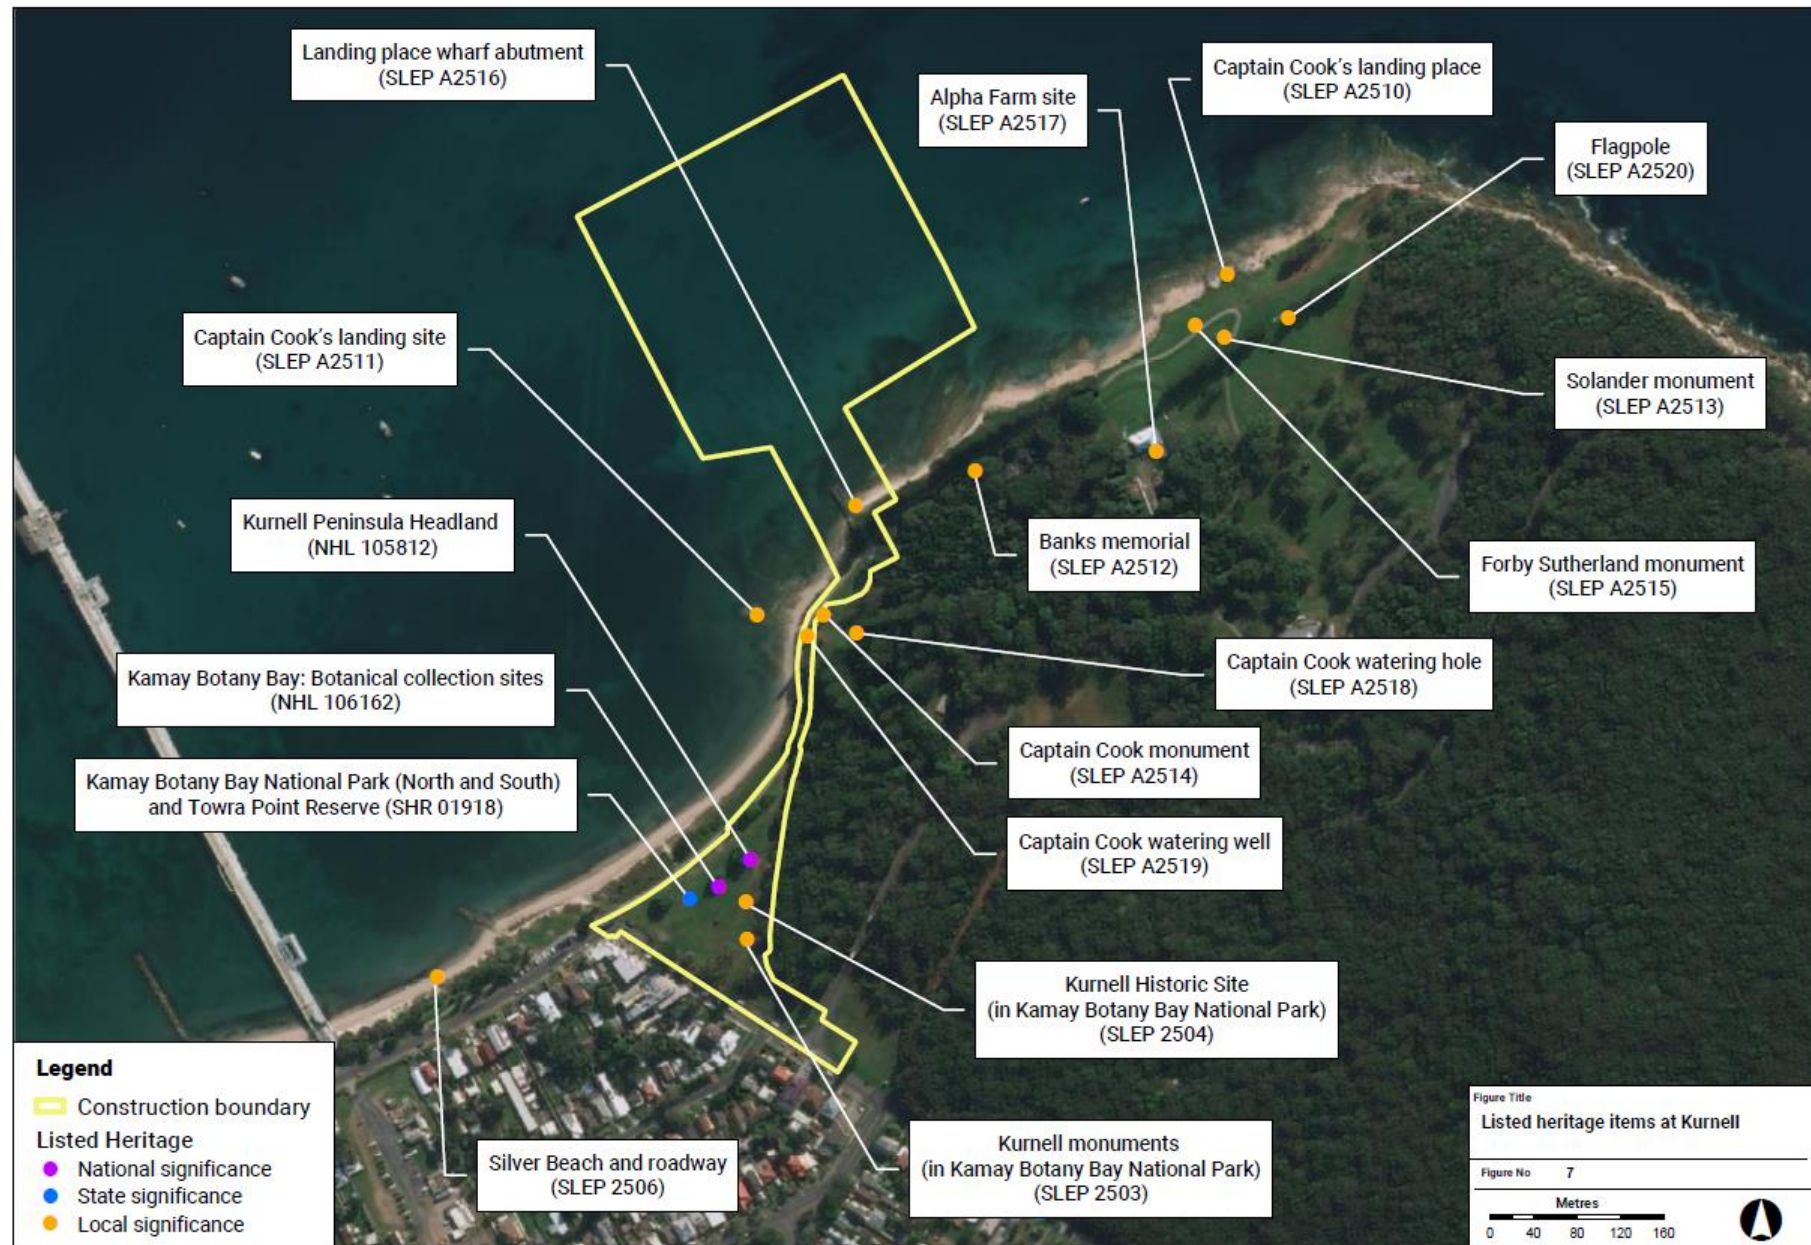 Landing place wharf abutment
(SLEP A2516)
Captain Cook's landing place
(SLEP A2510)
Alpha Farm site
(SLEP A2517)
Flagpole
(SLEP A2520)
Captain Cook's landing site
(SLEP A2511)
Solander monument
(SLEP A2513)
Kurnell Peninsula Headland
(NHL 105812)
Banks memorial
(SLEP A2512)
Forby Sutherland monument
(SLEP A2515)
Kamay Botany Bay: Botanical collection sites
(NHL 106162)
Captain Cook watering hole
(SLEP A2518)
Captain Cook monument
(SLEP A2514)
Kamay Botany Bay National Park (North and South)
and Towra Point Reserve (SHR 01918)
Captain Cook watering well
(SLEP A2519)
Kurnell Historic Site
(in Kamay Botany Bay National Park)
(SLEP 2504)
Kurnell monuments
(in Kamay Botany Bay National Park)
(SLEP 2503)
Silver Beach and roadway
(SLEP 2506)
Legend
Construction boundary
Listed Heritage
National significance
State significance
Local significance
Figure Title
Listed heritage items at Kurnell
Figure No 7
Metres
0 40 80 120 160